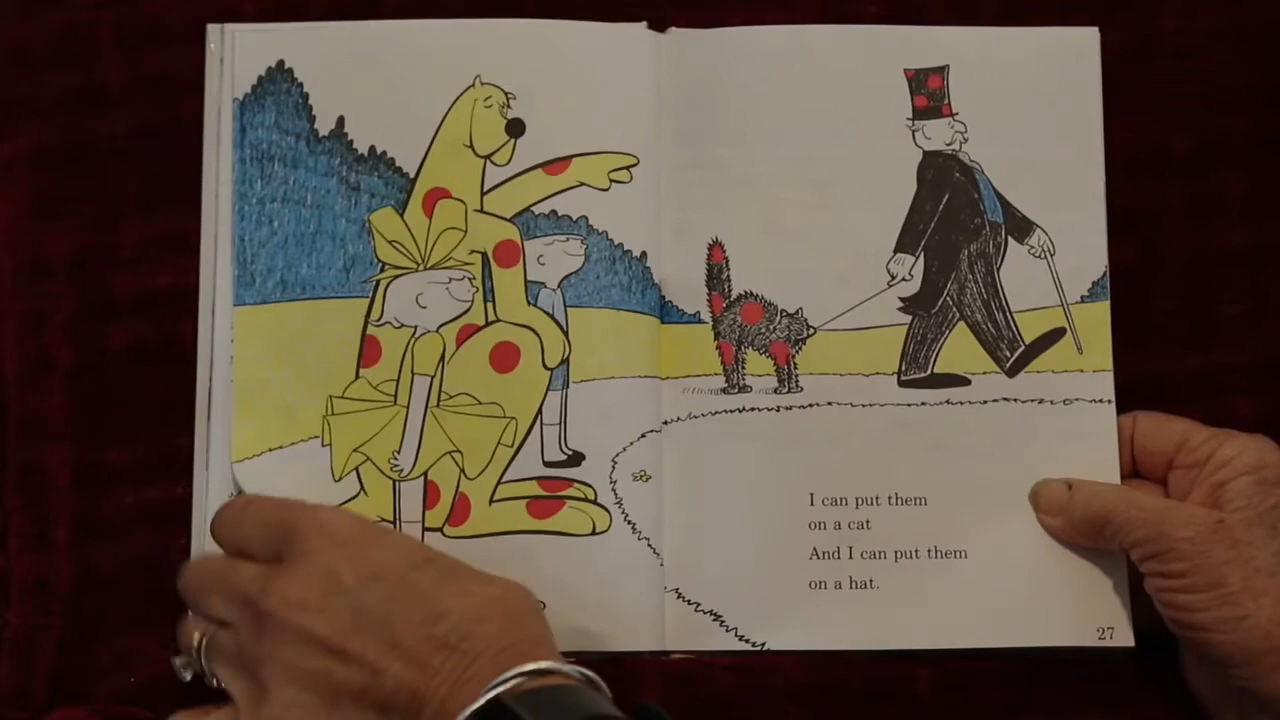 I can put them
on a cat
And I can put them
on a hat.
27